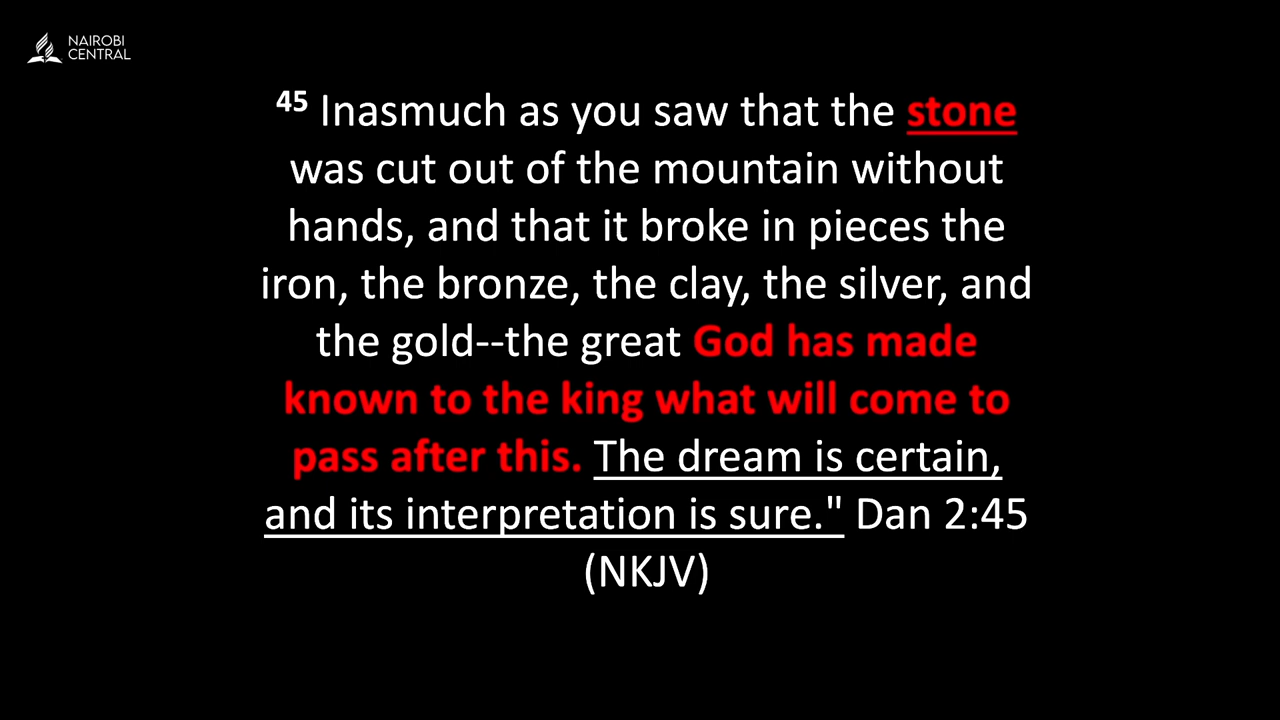 NAIROBI
CENTRAL
45 Inasmuch as you saw that the stone
was cut out of the mountain without
hands, and that it broke in pieces the
iron, the bronze, the clay, the silver, and
the gold--the great God has made
known to the king what will come to
pass after this. The dream is certain,
and its interpretation is sure." Dan 2:45
(NKJV)